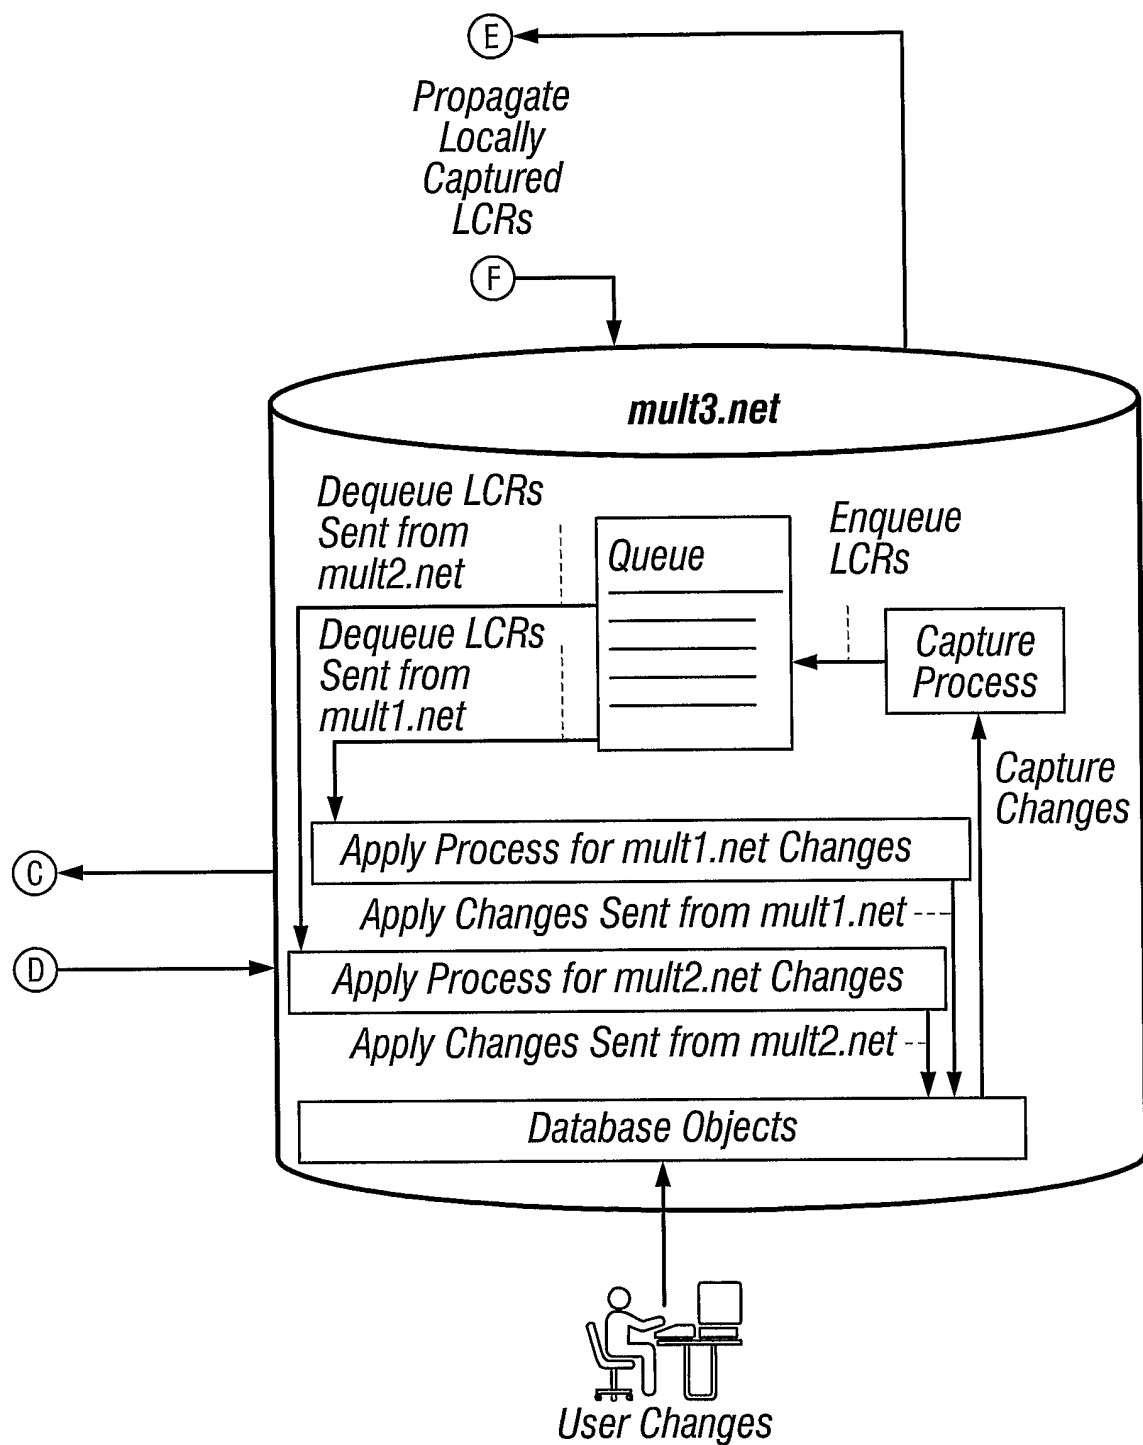 E
Propagate
Locally
Captured
LCRs
F
mult3.net
Dequeue LCRs
Sent from
mult2.net
Queue
Enqueue
LCRs
Dequeue LCRs
Sent from
mult1.net
Capture
Process
Capture
Changes
Apply Process for mult1.net Changes
C
Apply Changes Sent from mult1.net
D
Apply Process for mult2.net Changes
Apply Changes Sent from mult2.net
Database Objects
User Changes